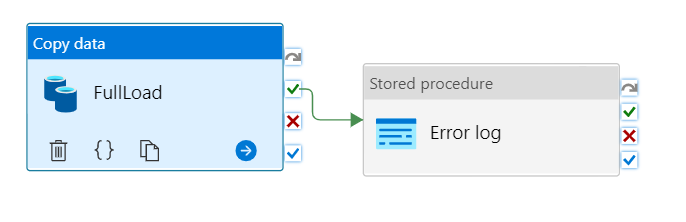 Copy data
FullLoad
Stored procedure
Error log